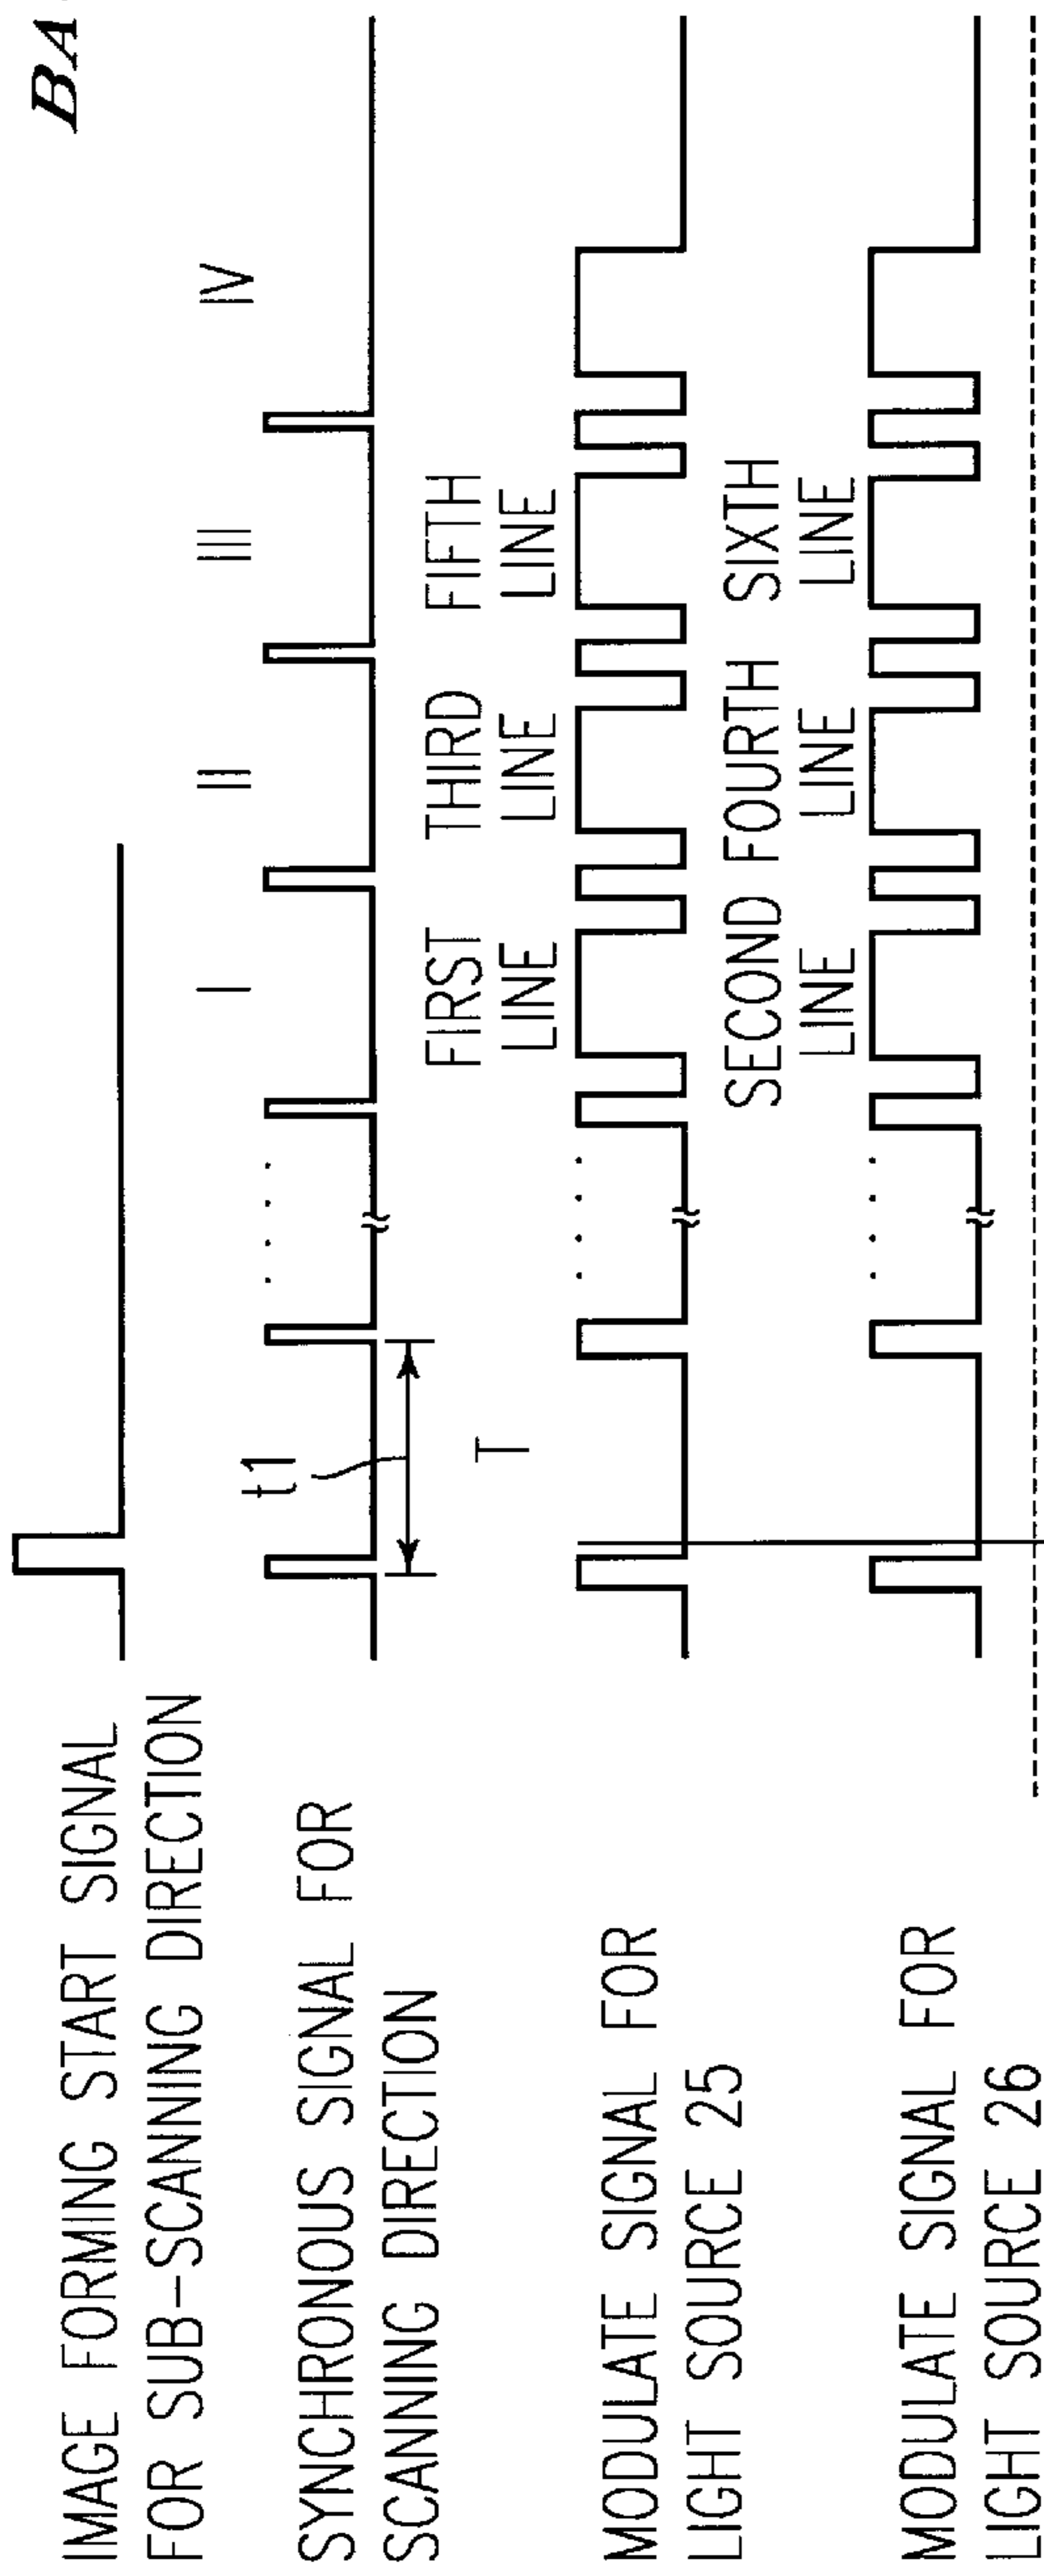 BA
IMAGE FORMING START SIGNAL
FOR SUB-SCANNING DIRECTION
I
II
III
IV
SYNCHRONOUS SIGNAL FOR
SCANNING DIRECTION
t1
T
FIRST
LINE
THIRD
LINE
FIFTH
LINE
MODULATE SIGNAL FOR
LIGHT SOURCE 25
SECOND
LINE
FOURTH
LINE
SIXTH
LINE
MODULATE SIGNAL FOR
LIGHT SOURCE 26